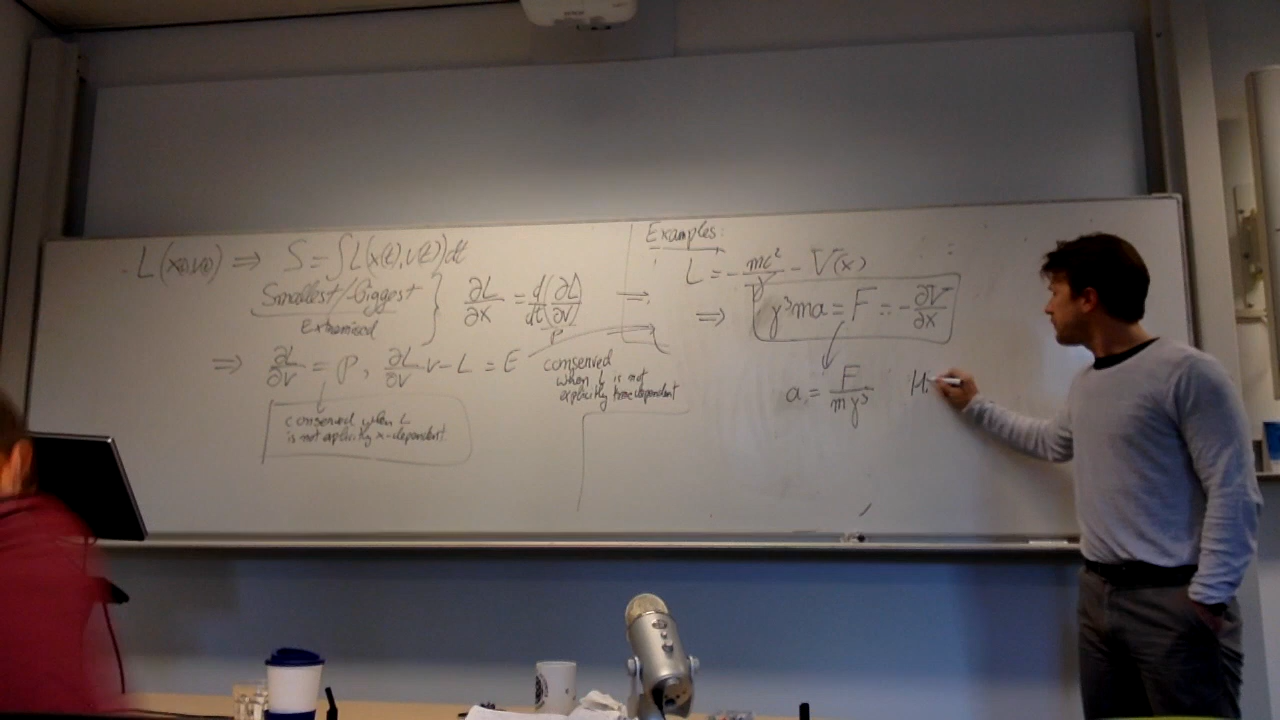 L(x(t),v(t)) ⇒ S = ∫L(x(t),v(t))dt
Smallest/Biggest
Extremised
∂L/∂x = d/dt(∂L/∂v) ⇒
P
⇒ ∂L/∂v = P, ∂L/∂v v - L = E
conserved when L
is not explicitly x-dependent
conserved
when L is not
explicitly time dependent
Examples:
L = -mc²/γ - V(x)
⇒ γ³ma = F = -∂V/∂x
a = F/mγ³